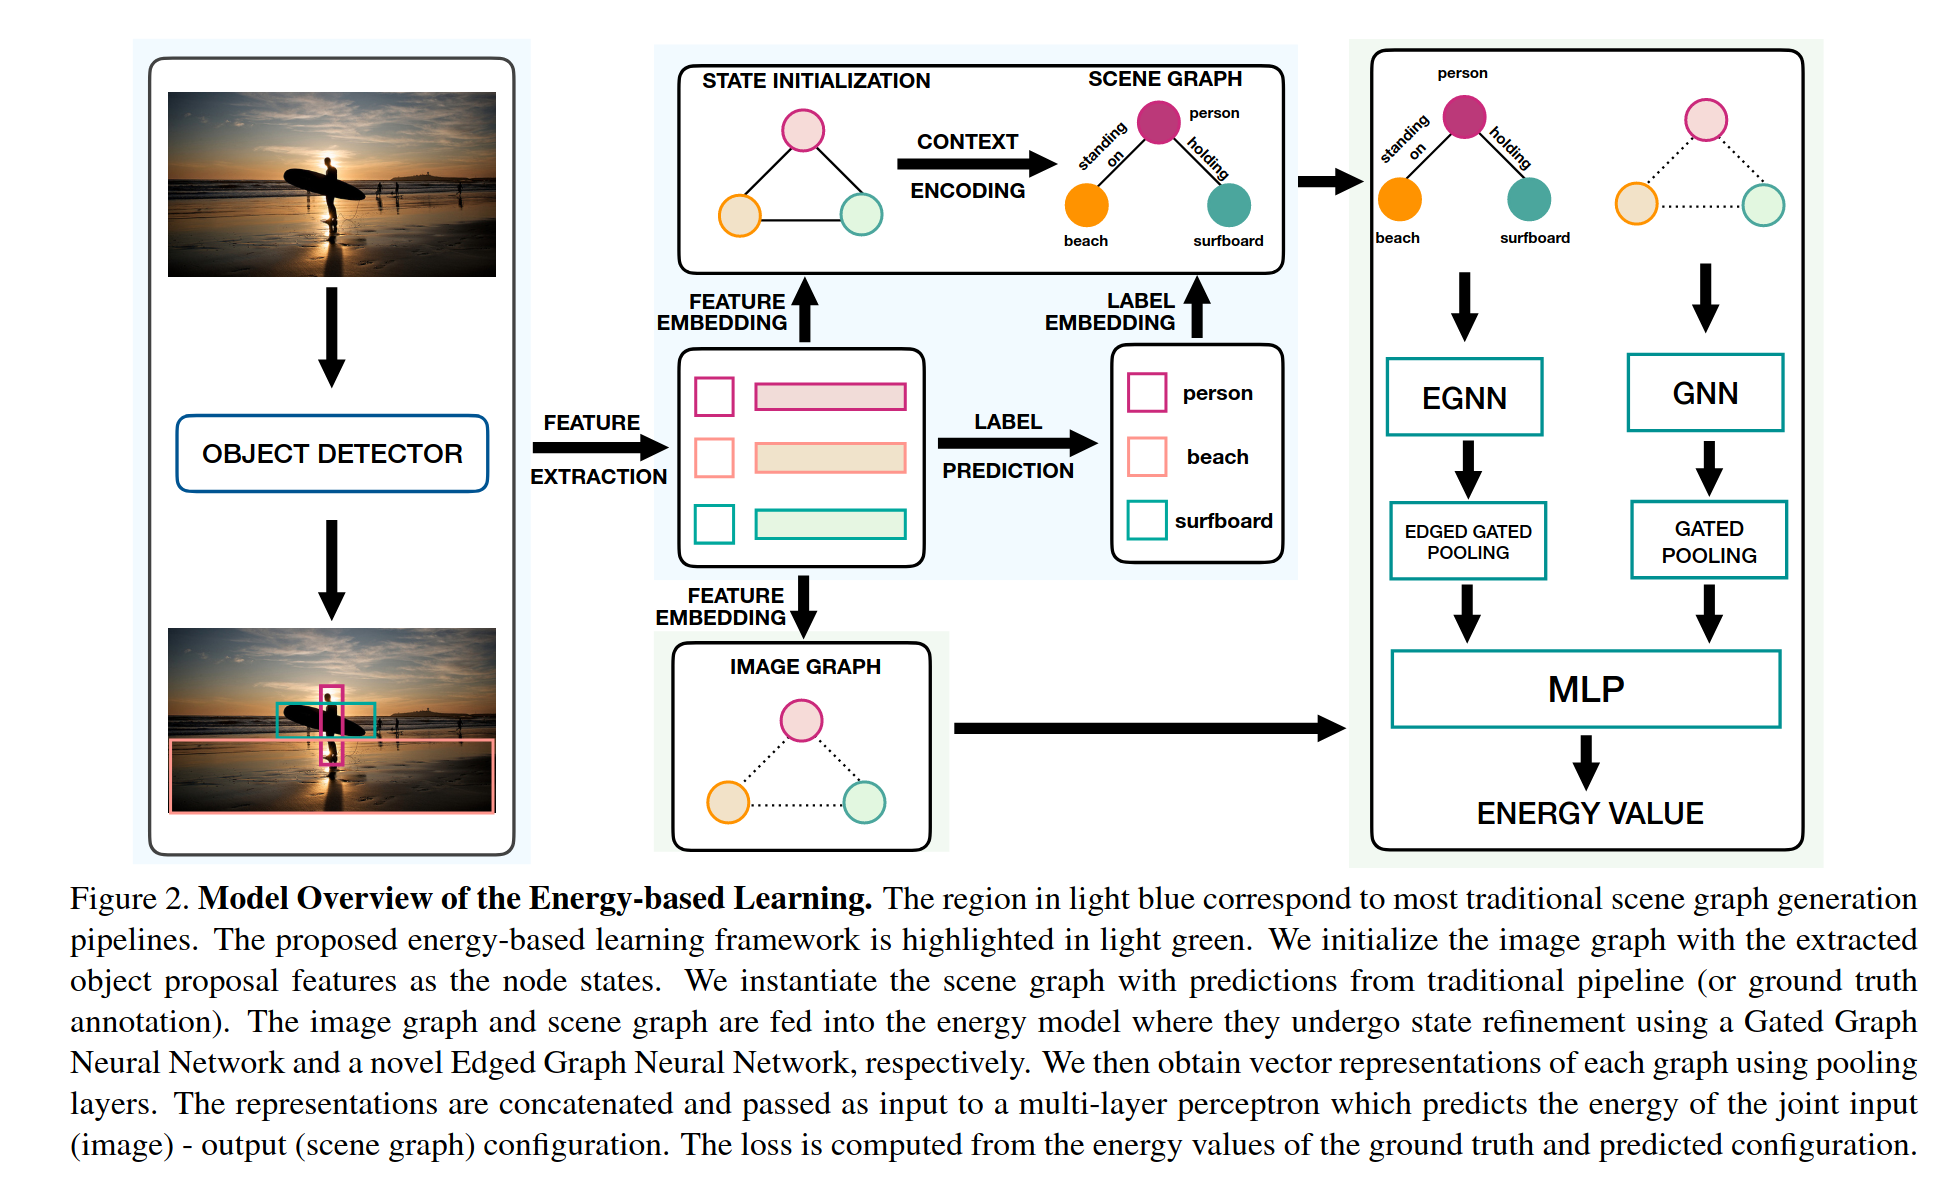 OBJECT DETECTOR
FEATURE
EXTRACTION
STATE INITIALIZATION
CONTEXT
ENCODING
SCENE GRAPH
person
standing
on
holding
beach
surfboard
FEATURE
EMBEDDING
LABEL
EMBEDDING
LABEL
PREDICTION
person
beach
surfboard
FEATURE
EMBEDDING
IMAGE GRAPH
person
standing
on
holding
beach
surfboard
EGNN
GNN
EDGED GATED
POOLING
GATED
POOLING
MLP
ENERGY VALUE
Figure 2. Model Overview of the Energy-based Learning. The region in light blue correspond to most traditional scene graph generation
pipelines. The proposed energy-based learning framework is highlighted in light green. We initialize the image graph with the extracted
object proposal features as the node states. We instantiate the scene graph with predictions from traditional pipeline (or ground truth
annotation). The image graph and scene graph are fed into the energy model where they undergo state refinement using a Gated Graph
Neural Network and a novel Edged Graph Neural Network, respectively. We then obtain vector representations of each graph using pooling
layers. The representations are concatenated and passed as input to a multi-layer perceptron which predicts the energy of the joint input
(image) - output (scene graph) configuration. The loss is computed from the energy values of the ground truth and predicted configuration.